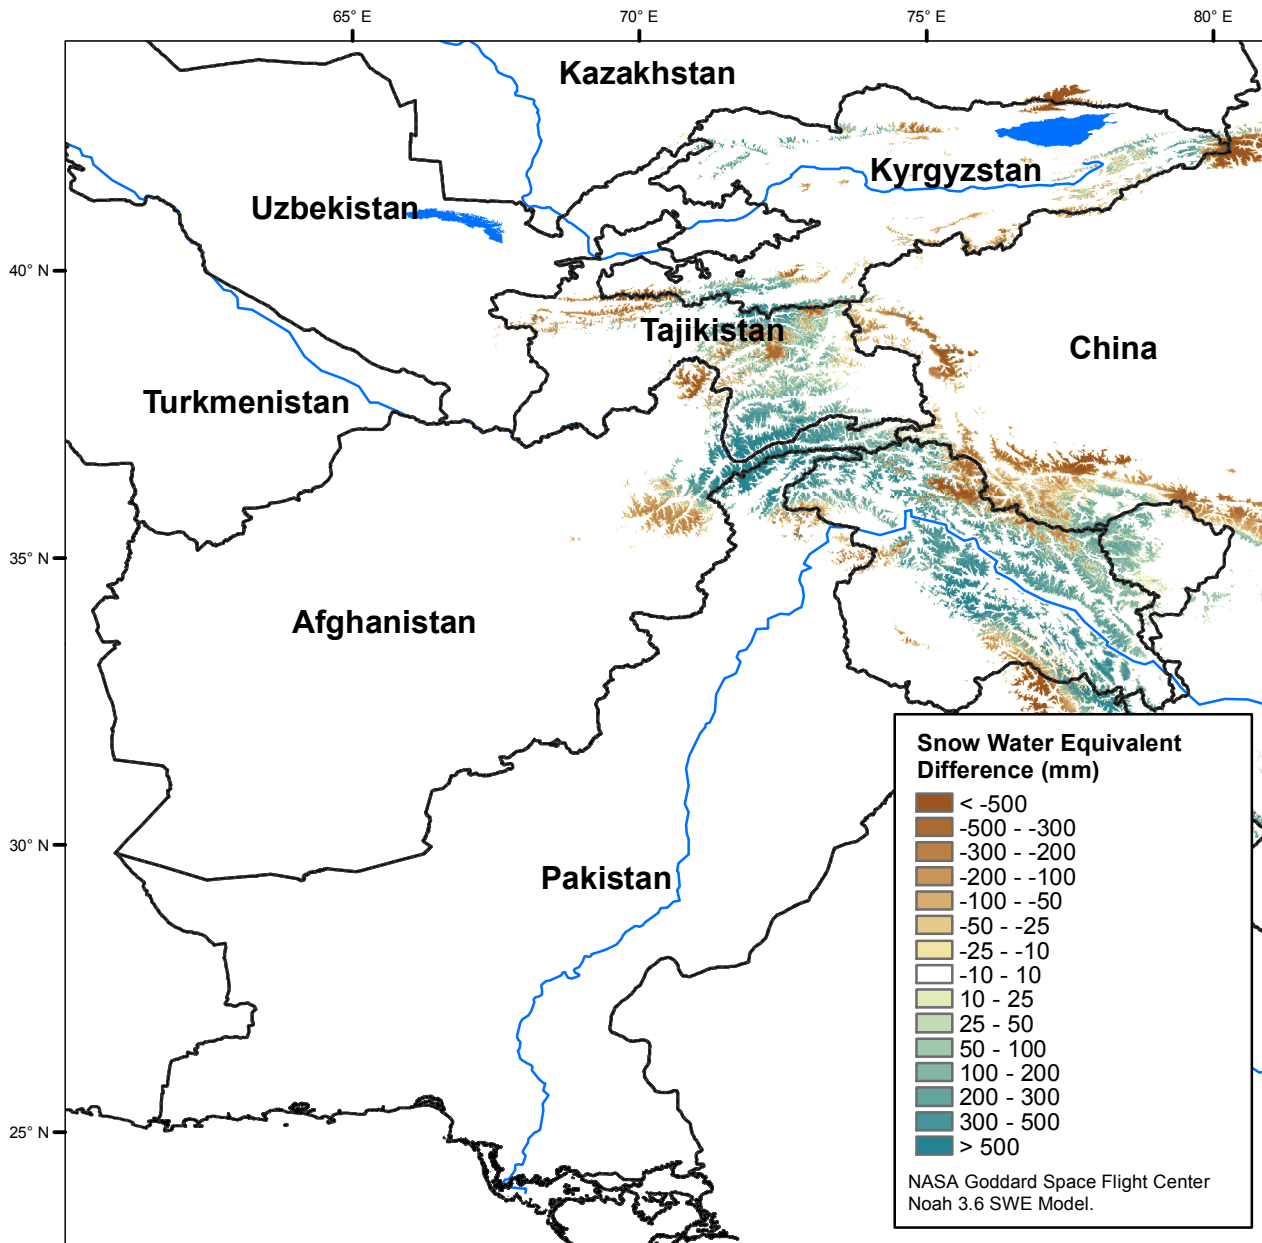 65° E
70° E
75° E
80° E
Kazakhstan
Kyrgyzstan
Uzbekistan
40° N
Tajikistan
China
Turkmenistan
35° N
Afghanistan
30° N
Pakistan
25° N
Snow Water Equivalent
Difference (mm)
< -500
-500 - -300
-300 - -200
-200 - -100
-100 - -50
-50 - -25
-25 - -10
-10 - 10
10 - 25
25 - 50
50 - 100
100 - 200
200 - 300
300 - 500
> 500
NASA Goddard Space Flight Center
Noah 3.6 SWE Model.